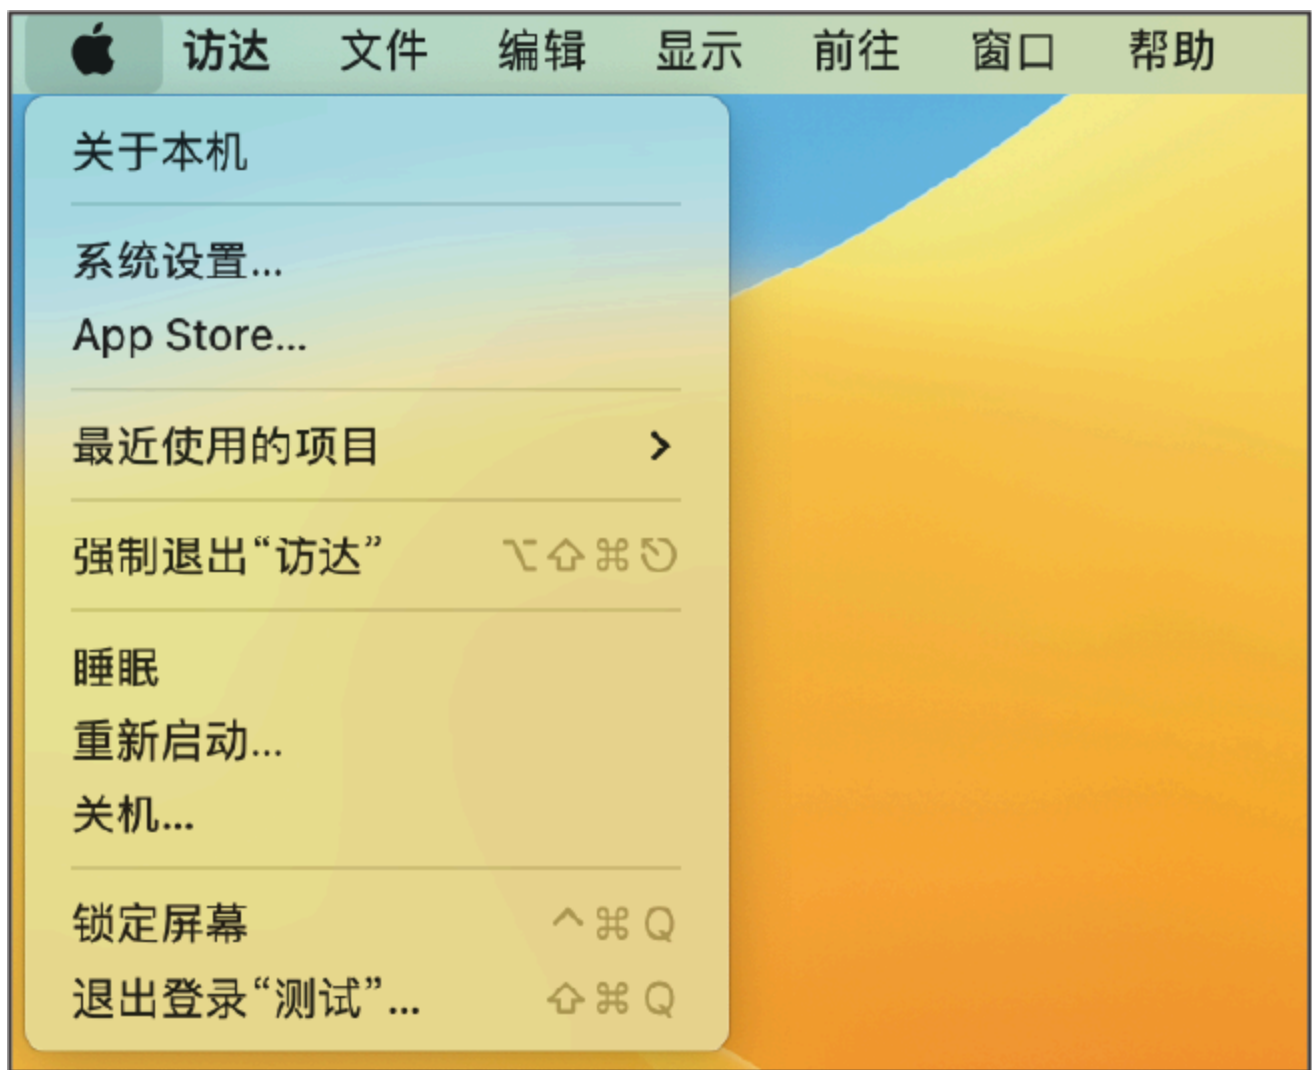 访达 文件 编辑 显示 前往 窗口 帮助
关于本机
系统设置...
App Store...
最近使用的项目
强制退出“访达” ⌥⇧⌘⎋
睡眠
重新启动...
关机...
锁定屏幕 ^⌘Q
退出登录“测试”... ⇧⌘Q